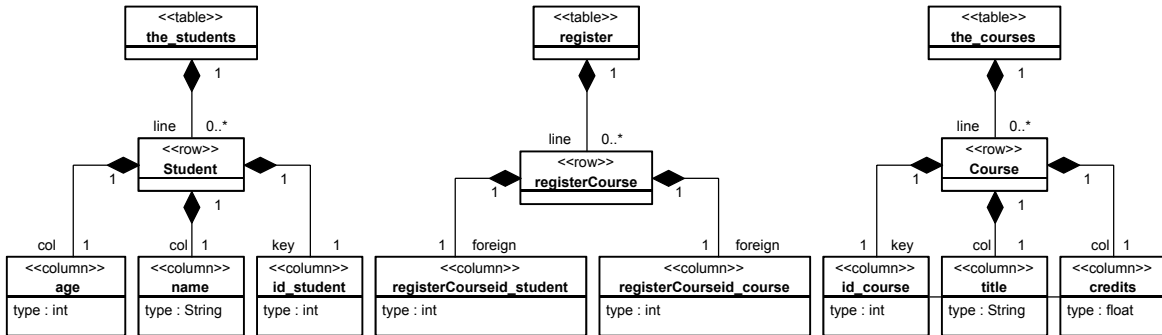 <<table>>
the_students
1
line 0..*
<<row>>
Student
1 1
1
col 1 col 1 key 1
<<column>>
age
type : int
<<column>>
name
type : String
<<column>>
id_student
type : int
<<table>>
register
1
line 0..*
<<row>>
registerCourse
1 1
1 foreign 1 foreign
<<column>>
registerCourseid_student
type : int
<<column>>
registerCourseid_course
type : int
<<table>>
the_courses
1
line 0..*
<<row>>
Course
1 1
1
1 key col 1 col 1
<<column>>
id_course
type : int
<<column>>
title
type : String
<<column>>
credits
type : float